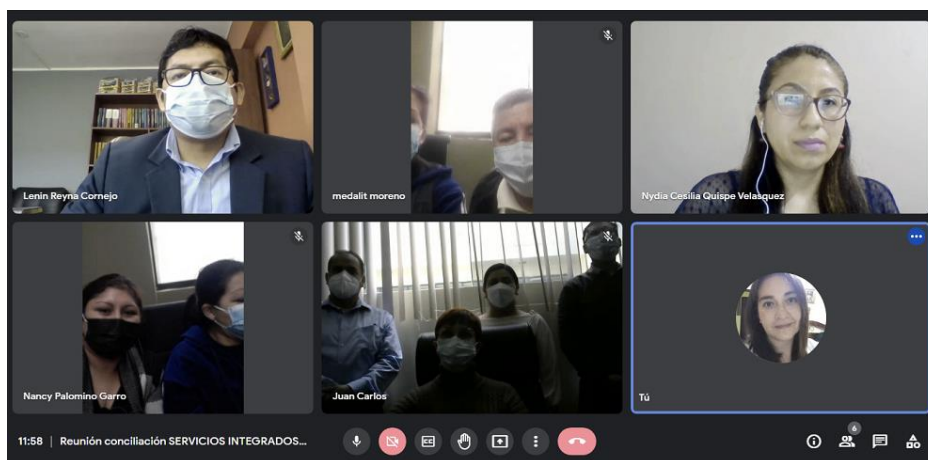 Lenin Reyna Cornejo
medalit moreno
Nydia Cesilia Quispe Velasquez
Nancy Palomino Garro
Juan Carlos
Tú
11:58 | Reunión conciliación SERVICIOS INTEGRADOS...
CC
6